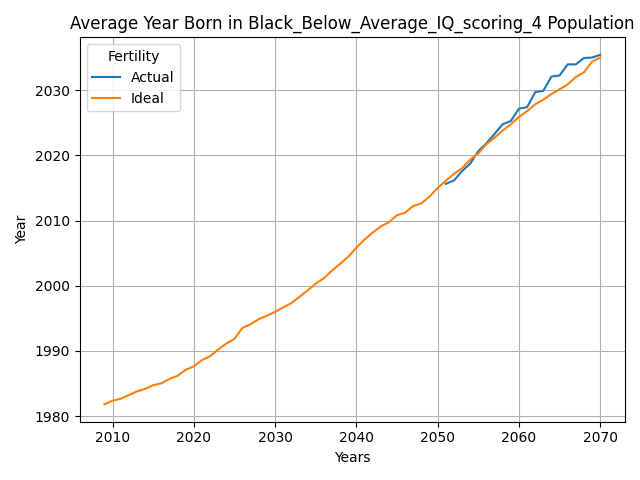 Average Year Born in Black_Below_Average_IQ_scoring_4 Population
Fertility
Actual
Ideal
Year
2030
2020
2010
2000
1990
1980
2010 2020 2030 2040 2050 2060 2070
Years